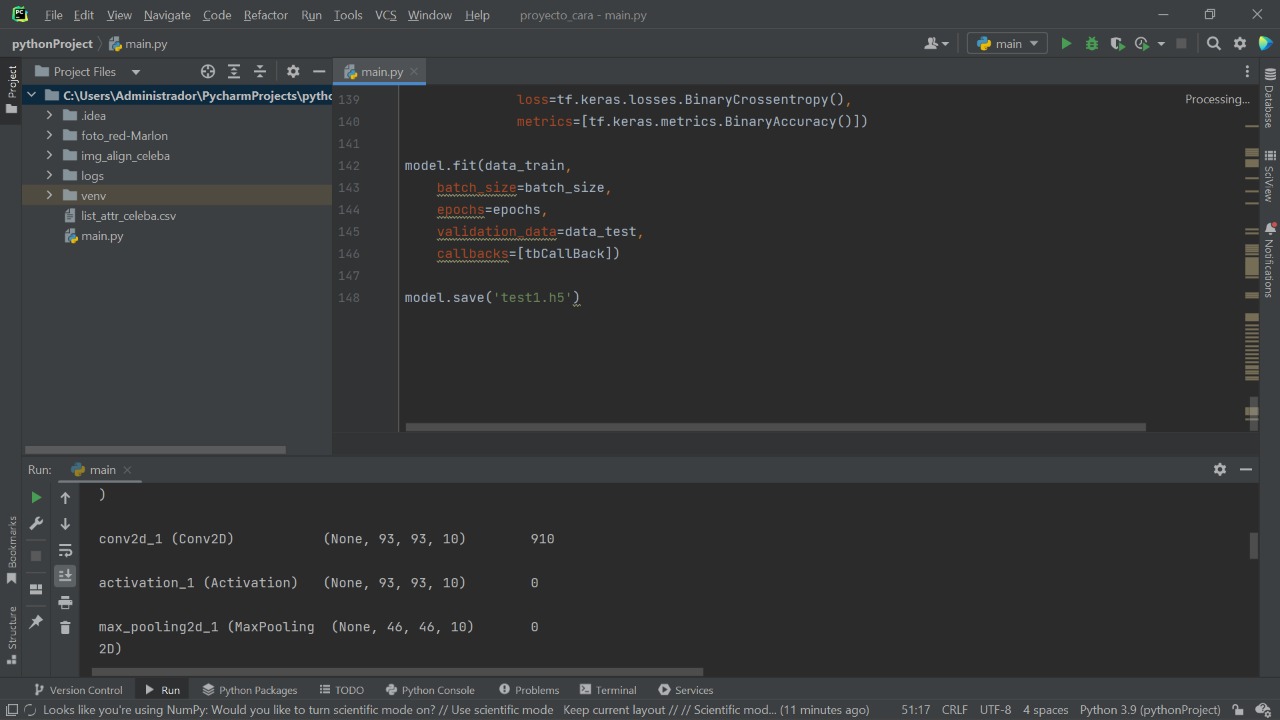 PC File Edit View Navigate Code Refactor Run Tools VCS Window Help proyecto_cara - main.py
pythonProject main.py main
Project Files main.py
C:\Users\Administrador\PycharmProjects\pytho
.idea
foto_red-Marlon
img_align_celeba
logs
venv
list_attr_celeba.csv
main.py
Project
Bookmarks
Structure
139 loss=tf.keras.losses.BinaryCrossentropy(),
140 metrics=[tf.keras.metrics.BinaryAccuracy()])
141
142 model.fit(data_train,
143 batch_size=batch_size,
144 epochs=epochs,
145 validation_data=data_test,
146 callbacks=[tbCallBack])
147
148 model.save('test1.h5')
Processing...
Database
SciView
Notifications
Run: main
)
conv2d_1 (Conv2D) (None, 93, 93, 10) 910
activation_1 (Activation) (None, 93, 93, 10) 0
max_pooling2d_1 (MaxPooling (None, 46, 46, 10) 0
2D)
Version Control Run Python Packages TODO Python Console Problems Terminal Services
Looks like you're using NumPy: Would you like to turn scientific mode on? // Use scientific mode Keep current layout // // Scientific mod... (11 minutes ago) 51:17 CRLF UTF-8 4 spaces Python 3.9 (pythonProject)